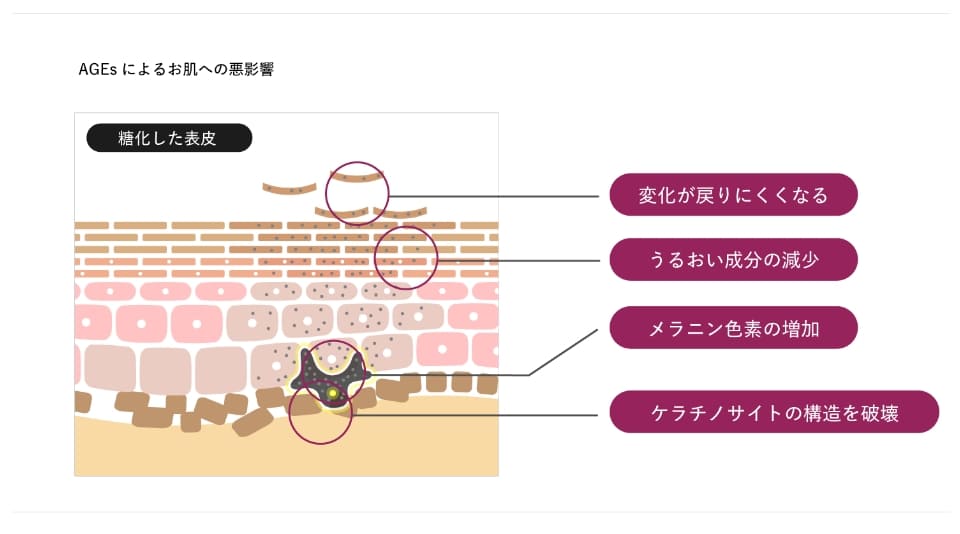 AGEs によるお肌への悪影響
糖化した表皮
変化が戻りにくくなる
うるおい成分の減少
メラニン色素の増加
ケラチノサイトの構造を破壊